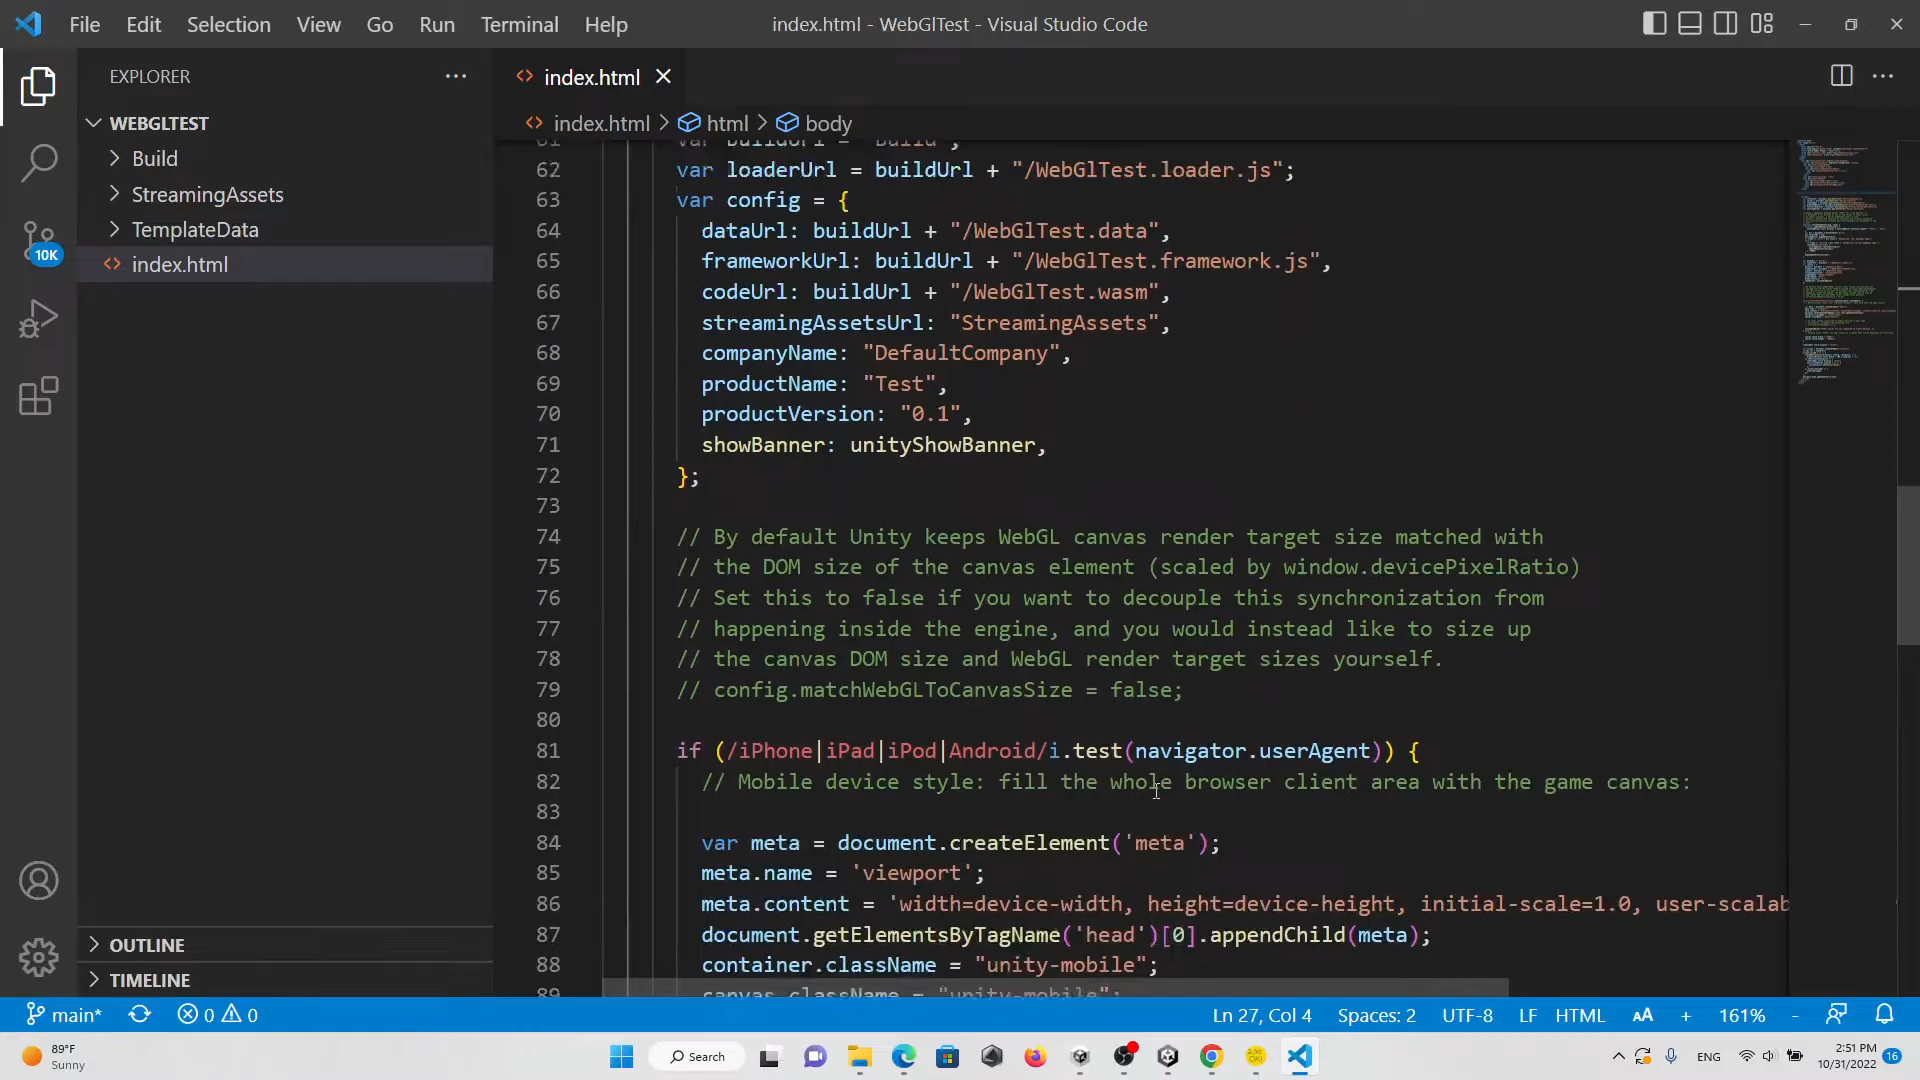 File Edit Selection View Go Run Terminal Help
index.html - WebGlTest - Visual Studio Code
EXPLORER
index.html
WEBGLTEST
index.html > html > body
Build
StreamingAssets
TemplateData
index.html
10K
61 var buildUrl = "Build";
62 var loaderUrl = buildUrl + "/WebGlTest.loader.js";
63 var config = {
64 dataUrl: buildUrl + "/WebGlTest.data",
65 frameworkUrl: buildUrl + "/WebGlTest.framework.js",
66 codeUrl: buildUrl + "/WebGlTest.wasm",
67 streamingAssetsUrl: "StreamingAssets",
68 companyName: "DefaultCompany",
69 productName: "Test",
70 productVersion: "0.1",
71 showBanner: unityShowBanner,
72 };
73
74 // By default Unity keeps WebGL canvas render target size matched with
75 // the DOM size of the canvas element (scaled by window.devicePixelRatio)
76 // Set this to false if you want to decouple this synchronization from
77 // happening inside the engine, and you would instead like to size up
78 // the canvas DOM size and WebGL render target sizes yourself.
79 // config.matchWebGLToCanvasSize = false;
80
81 if (/iPhone|iPad|iPod|Android/i.test(navigator.userAgent)) {
82 // Mobile device style: fill the whole browser client area with the game canvas:
83
84 var meta = document.createElement('meta');
85 meta.name = 'viewport';
86 meta.content = 'width=device-width, height=device-height, initial-scale=1.0, user-scalab
87 document.getElementsByTagName('head')[0].appendChild(meta);
88 container.className = "unity-mobile";
89 canvas.className = "unity-mobile";
OUTLINE
TIMELINE
main* 0 0
Ln 27, Col 4 Spaces: 2 UTF-8 LF HTML AA + 161% -
89°F
Sunny
Search
ENG
2:51 PM
10/31/2022
16